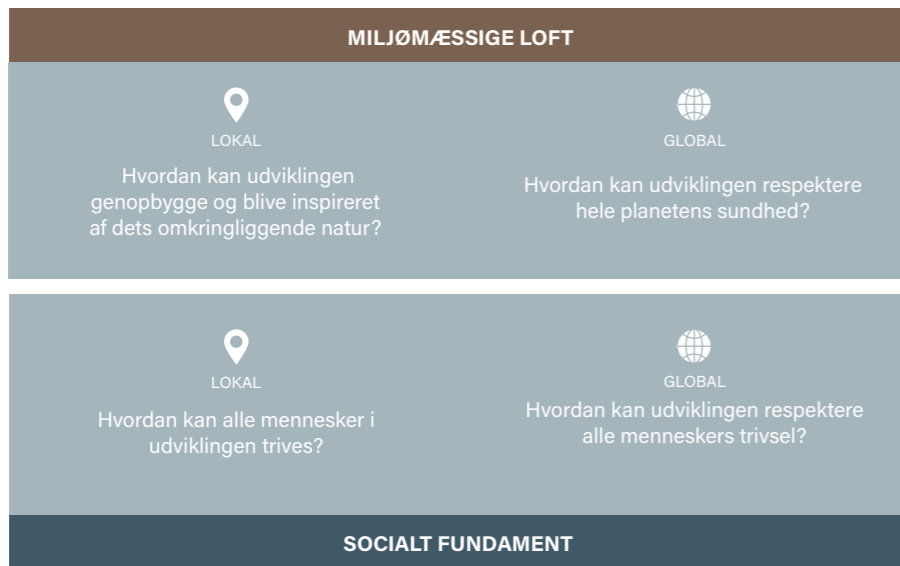 MILJØMÆSSIGE LOFT
LOKAL
Hvordan kan udviklingen
genopbygge og blive inspireret
af dets omkringliggende natur?
GLOBAL
Hvordan kan udviklingen respektere
hele planetens sundhed?
LOKAL
Hvordan kan alle mennesker i
udviklingen trives?
GLOBAL
Hvordan kan udviklingen respektere
alle menneskers trivsel?
SOCIALT FUNDAMENT